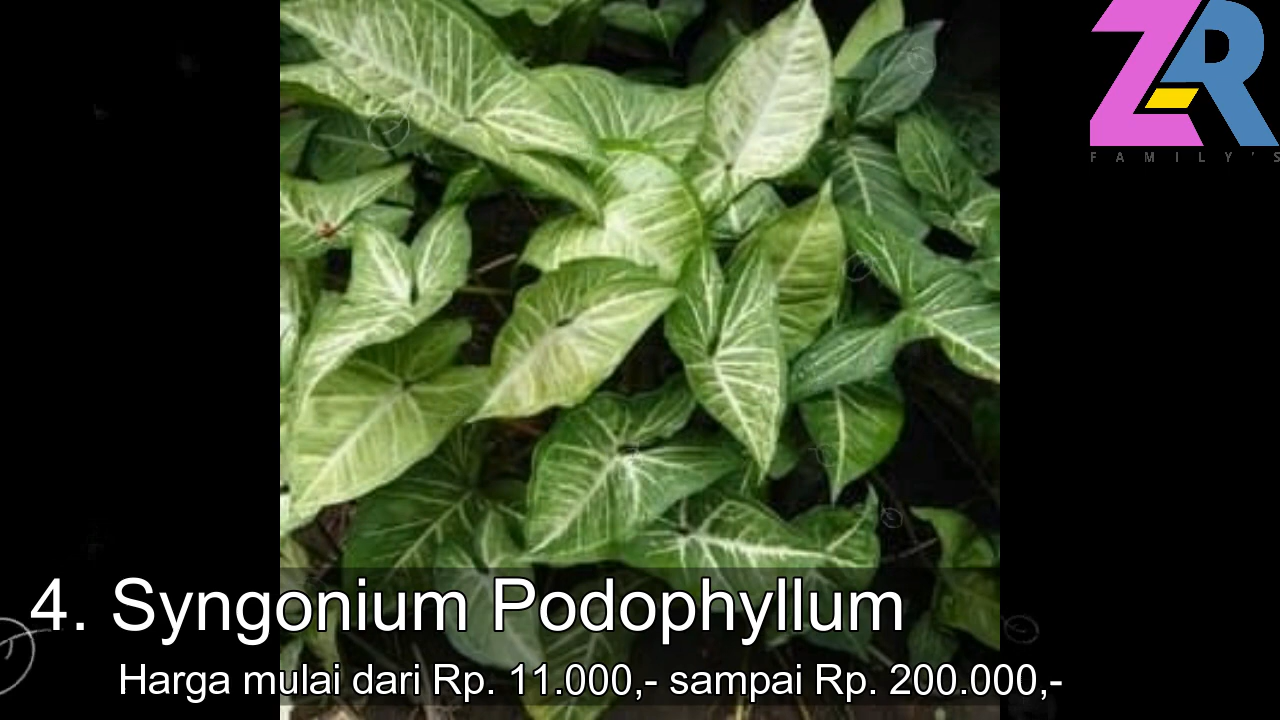 ZR
FAMILY'S
4. Syngonium Podophyllum
Harga mulai dari Rp. 11.000,- sampai Rp. 200.000,-